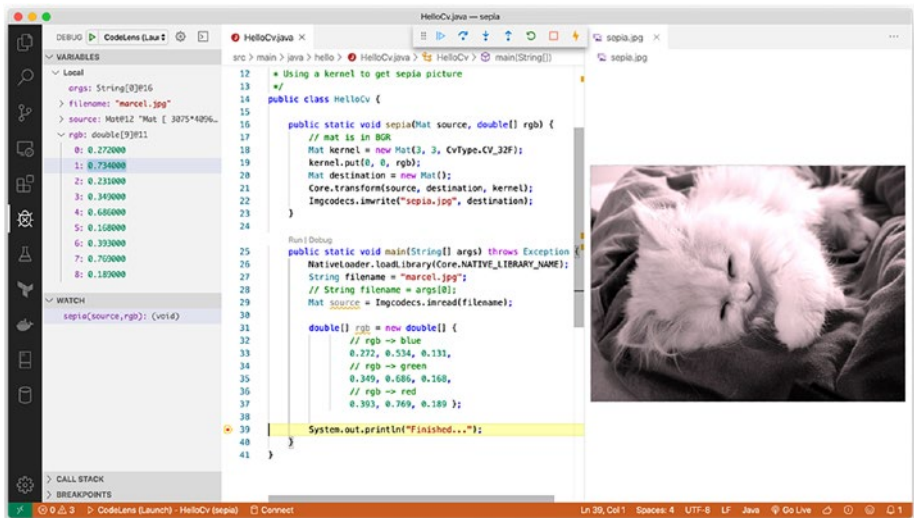 HelloCv.java — sepia
DEBUG CodeLens (Laur
HelloCv.java
sepia.jpg
VARIABLES
Local
args: String[0]@16
filename: "marcel.jpg"
source: Mat@12 "Mat [ 3075*4096…
rgb: double[9]@11
0: 0.272000
1: 0.734000
2: 0.231000
3: 0.349000
4: 0.686000
5: 0.168000
6: 0.393000
7: 0.769000
8: 0.189000
WATCH
sepia(source,rgb): (void)
CALL STACK
BREAKPOINTS
src > main > java > hello > HelloCv.java > HelloCv > main(String[])
12 * Using a kernel to get sepia picture
13 */
14 public class HelloCv {
15
16 public static void sepia(Mat source, double[] rgb) {
17 // mat is in BGR
18 Mat kernel = new Mat(3, 3, CvType.CV_32F);
19 kernel.put(0, 0, rgb);
20 Mat destination = new Mat();
21 Core.transform(source, destination, kernel);
22 Imgcodecs.imwrite("sepia.jpg", destination);
23 }
24
Run | Debug
25 public static void main(String[] args) throws Exception {
26 NativeLoader.loadLibrary(Core.NATIVE_LIBRARY_NAME);
27 String filename = "marcel.jpg";
28 // String filename = args[0];
29 Mat source = Imgcodecs.imread(filename);
30
31 double[] rgb = new double[] {
32 // rgb -> blue
33 0.272, 0.534, 0.131,
34 // rgb -> green
35 0.349, 0.686, 0.168,
36 // rgb -> red
37 0.393, 0.769, 0.189 };
38
39 System.out.println("Finished...");
40 }
41 }
sepia.jpg
0 3 CodeLens (Launch) - HelloCv (sepia) Connect
Ln 39, Col 1 Spaces: 4 UTF-8 LF Java Go Live 1